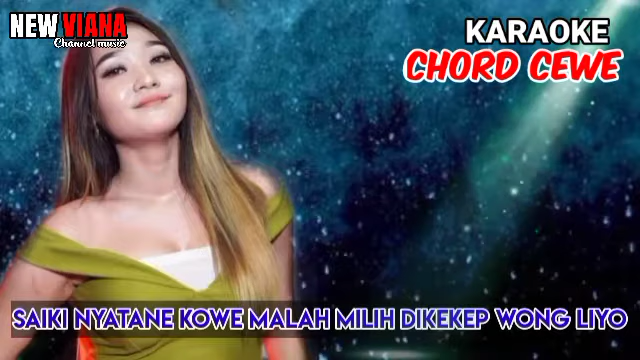 NEW VIANA
Channel music
KARAOKE
CHORD CEWE
SAIKI NYATANE KOWE MALAH MILIH DIKEKEP WONG LIYO